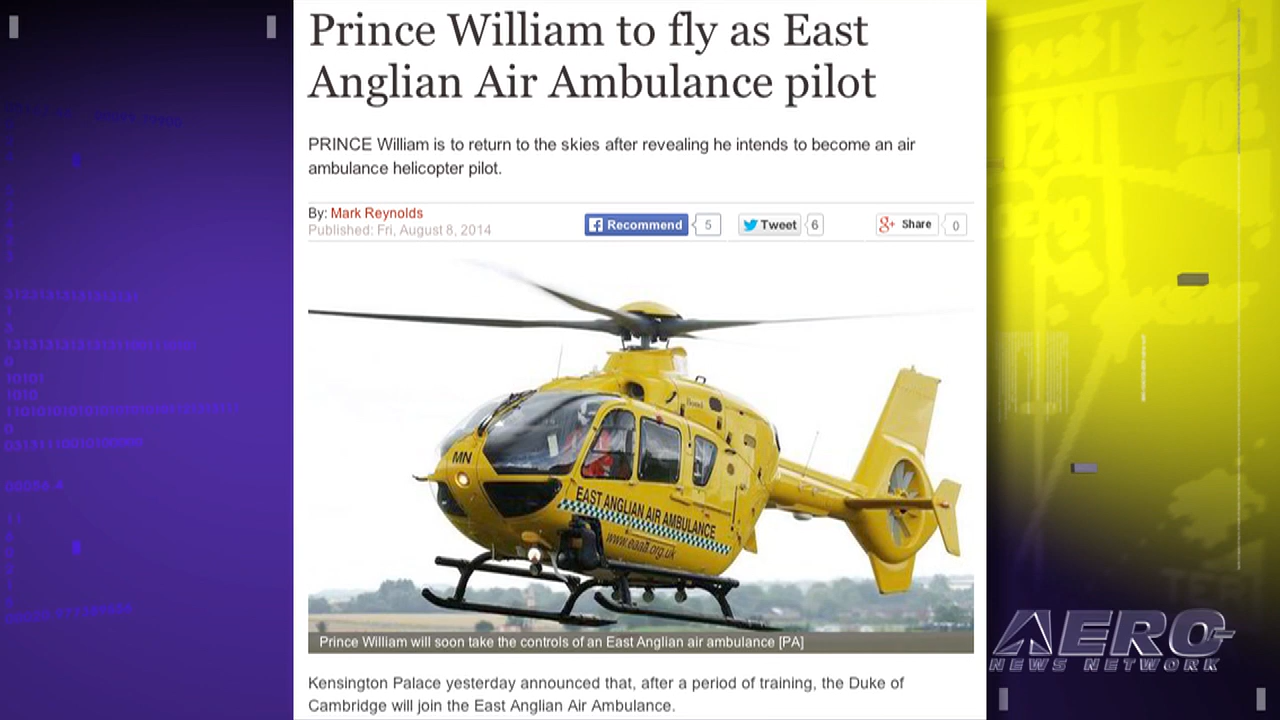 Prince William to fly as East
Anglian Air Ambulance pilot
PRINCE William is to return to the skies after revealing he intends to become an air
ambulance helicopter pilot.
By: Mark Reynolds
Published: Fri, August 8, 2014
Recommend 5
Tweet 6
Share 0
MN
Bond
EAST ANGLIAN AIR AMBULANCE
www.eaaa.org.uk
Prince William will soon take the controls of an East Anglian air ambulance [PA]
Kensington Palace yesterday announced that, after a period of training, the Duke of
Cambridge will join the East Anglian Air Ambulance.
AERO-
NEWS NETWORK